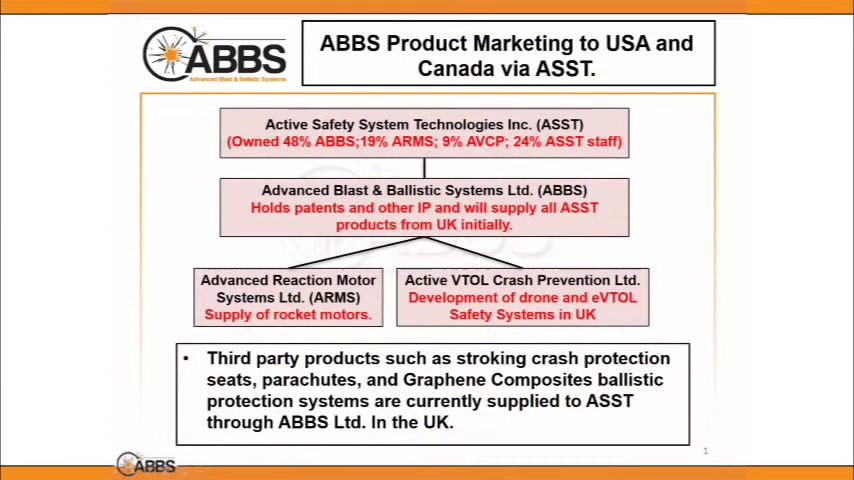 ABBS
Advanced Blast & Ballistic Systems
ABBS Product Marketing to USA and
Canada via ASST.
Active Safety System Technologies Inc. (ASST)
(Owned 48% ABBS;19% ARMS; 9% AVCP; 24% ASST staff)
Advanced Blast & Ballistic Systems Ltd. (ABBS)
Holds patents and other IP and will supply all ASST
products from UK initially.
Advanced Reaction Motor
Systems Ltd. (ARMS)
Supply of rocket motors.
Active VTOL Crash Prevention Ltd.
Development of drone and eVTOL
Safety Systems in UK
• Third party products such as stroking crash protection
seats, parachutes, and Graphene Composites ballistic
protection systems are currently supplied to ASST
through ABBS Ltd. In the UK.
1
ABBS